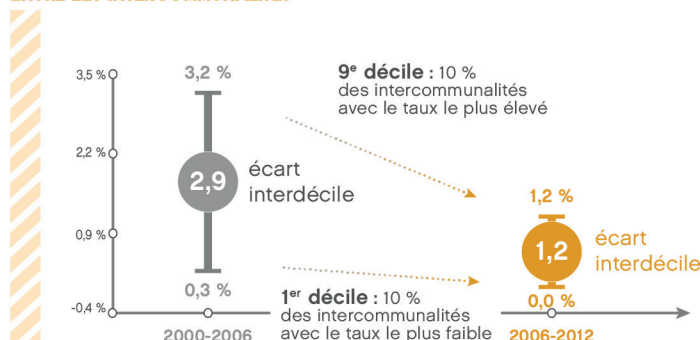 3,5 %
3,2 %
9e décile : 10 %
des intercommunalités
avec le taux le plus élevé
2,2 %
2,9
écart
interdécile
1,2 %
0,9 %
1,2
écart
interdécile
0,3 %
1er décile : 10 %
des intercommunalités
avec le taux le plus faible
0,0 %
-0,4 %
2000-2006
2006-2012